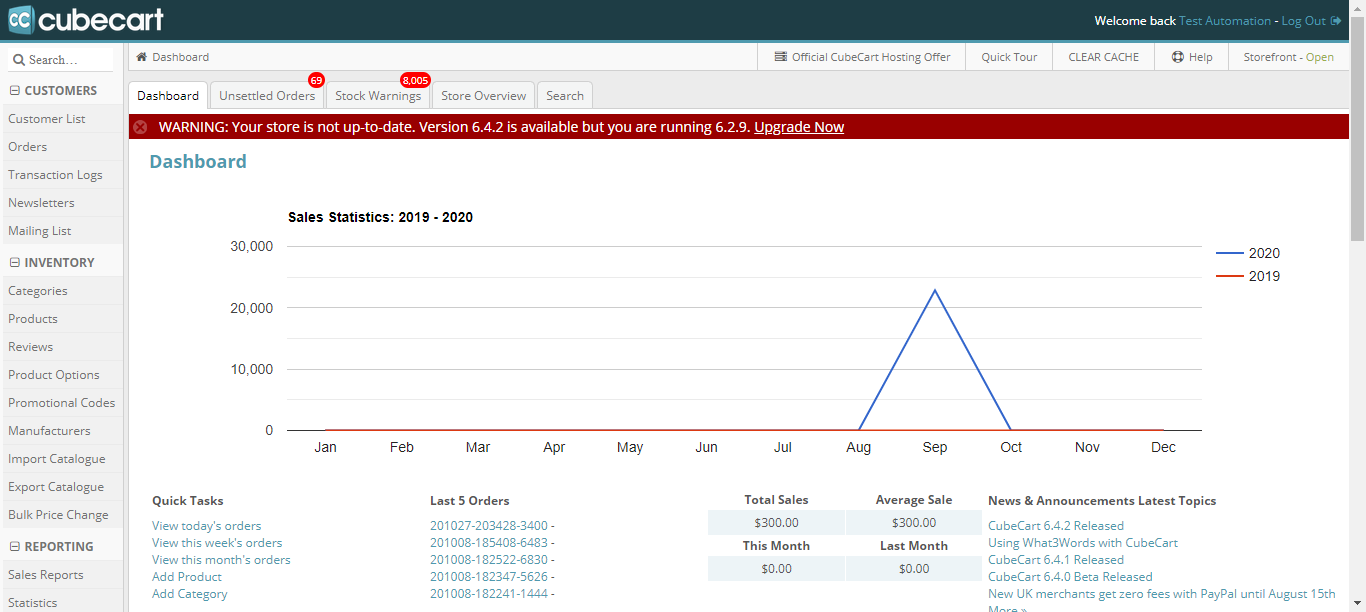 cc cubecart
Welcome back Test Automation - Log Out
Search...
Dashboard
Official CubeCart Hosting Offer
Quick Tour
CLEAR CACHE
Help
Storefront - Open
CUSTOMERS
Customer List
Orders
Transaction Logs
Newsletters
Mailing List
INVENTORY
Categories
Products
Reviews
Product Options
Promotional Codes
Manufacturers
Import Catalogue
Export Catalogue
Bulk Price Change
REPORTING
Sales Reports
Statistics
Dashboard
Unsettled Orders 69
Stock Warnings 8,005
Store Overview
Search
WARNING: Your store is not up-to-date. Version 6.4.2 is available but you are running 6.2.9. Upgrade Now
Dashboard
Sales Statistics: 2019 - 2020
30,000
20,000
10,000
0
Jan Feb Mar Apr May Jun Jul Aug Sep Oct Nov Dec
2020
2019
Quick Tasks
View today's orders
View this week's orders
View this month's orders
Add Product
Add Category
Last 5 Orders
201027-203428-3400 -
201008-185408-6483 -
201008-182522-6830 -
201008-182347-5626 -
201008-182241-1444 -
Total Sales Average Sale
$300.00 $300.00
This Month Last Month
$0.00 $0.00
News & Announcements Latest Topics
CubeCart 6.4.2 Released
Using What3Words with CubeCart
CubeCart 6.4.1 Released
CubeCart 6.4.0 Beta Released
New UK merchants get zero fees with PayPal until August 15th
More »